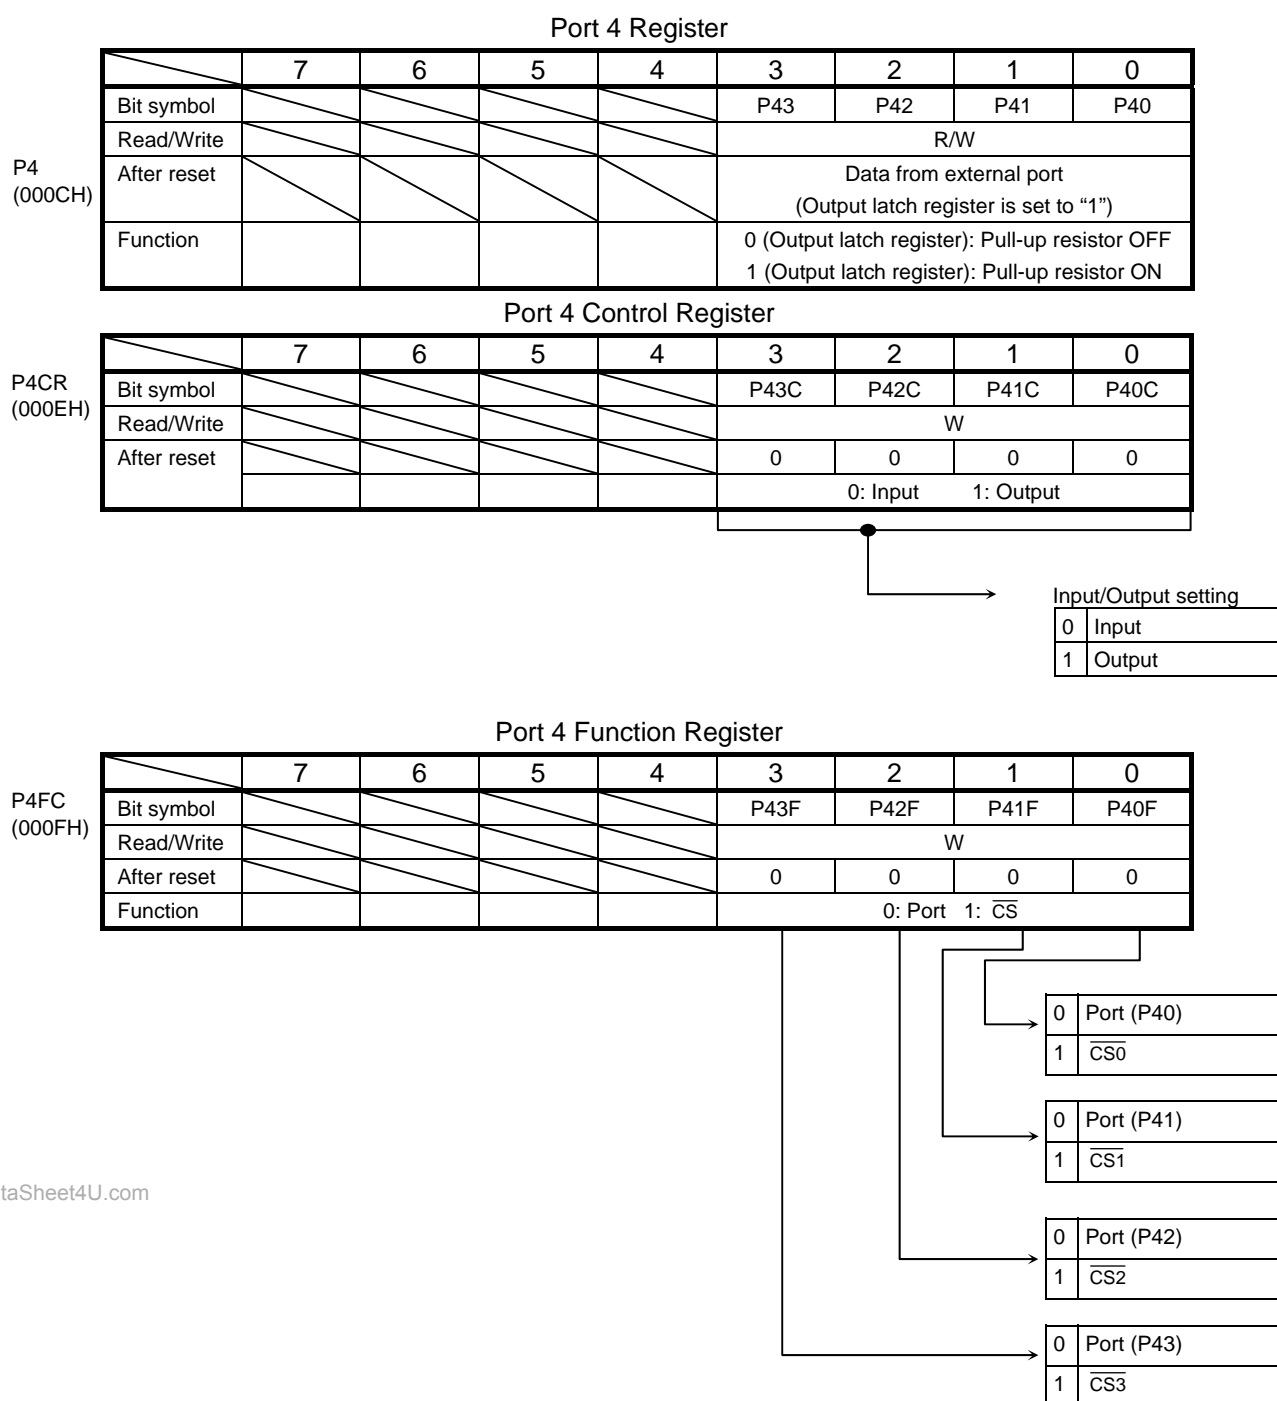 Port 4 Register
7 6 5 4 3 2 1 0
Bit symbol P43 P42 P41 P40
Read/Write R/W
P4
(000CH)
After reset Data from external port
(Output latch register is set to “1”)
Function 0 (Output latch register): Pull-up resistor OFF
1 (Output latch register): Pull-up resistor ON
Port 4 Control Register
7 6 5 4 3 2 1 0
P4CR
(000EH)
Bit symbol P43C P42C P41C P40C
Read/Write W
After reset 0 0 0 0
0: Input 1: Output
Input/Output setting
0 Input
1 Output
Port 4 Function Register
7 6 5 4 3 2 1 0
P4FC
(000FH)
Bit symbol P43F P42F P41F P40F
Read/Write W
After reset 0 0 0 0
Function 0: Port 1: C̅S̅
0 Port (P40)
1 C̅S̅0̅
0 Port (P41)
1 C̅S̅1̅
taSheet4U.com
0 Port (P42)
1 C̅S̅2̅
0 Port (P43)
1 C̅S̅3̅